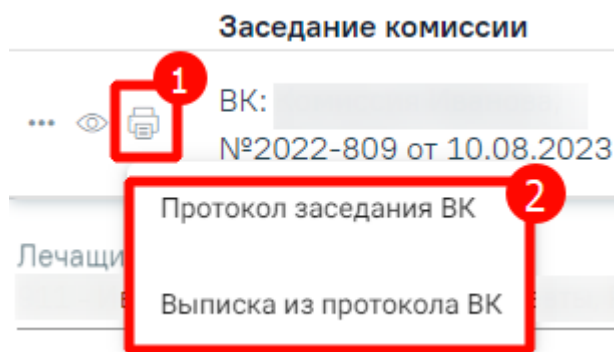 Заседание комиссии
1
ВК:
№2022-809 от 10.08.2023
2
Протокол заседания ВК
Лечащи
Выписка из протокола ВК